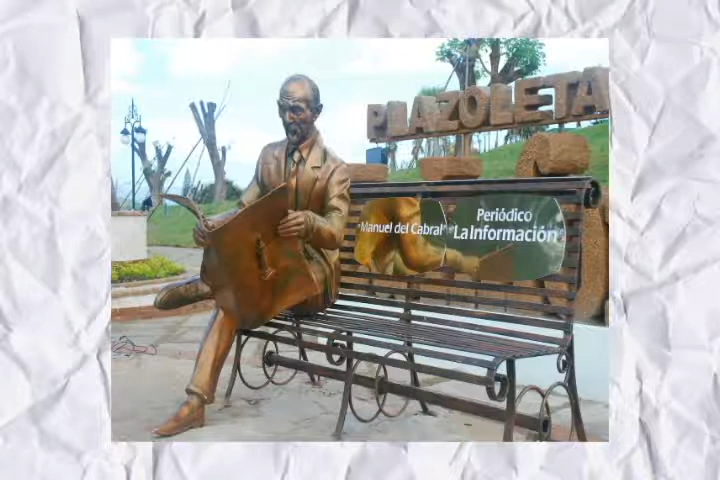 PLAZOLETA
"Manuel del Cabral"
Periódico
"La Información"